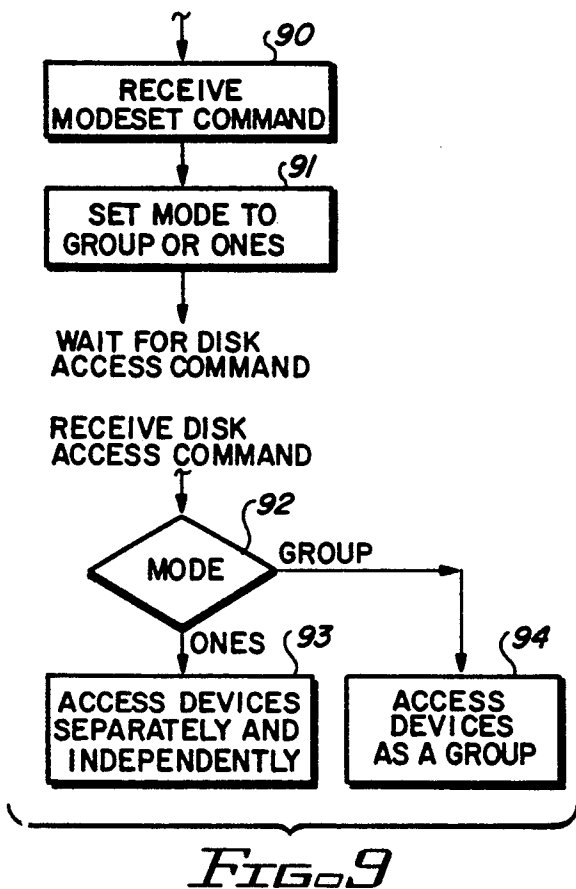 90
RECEIVE
MODESET COMMAND
91
SET MODE TO
GROUP OR ONES
WAIT FOR DISK
ACCESS COMMAND
RECEIVE DISK
ACCESS COMMAND
92
MODE
GROUP
ONES
93
ACCESS DEVICES
SEPARATELY AND
INDEPENDENTLY
94
ACCESS
DEVICES
AS A GROUP
FIG. 9